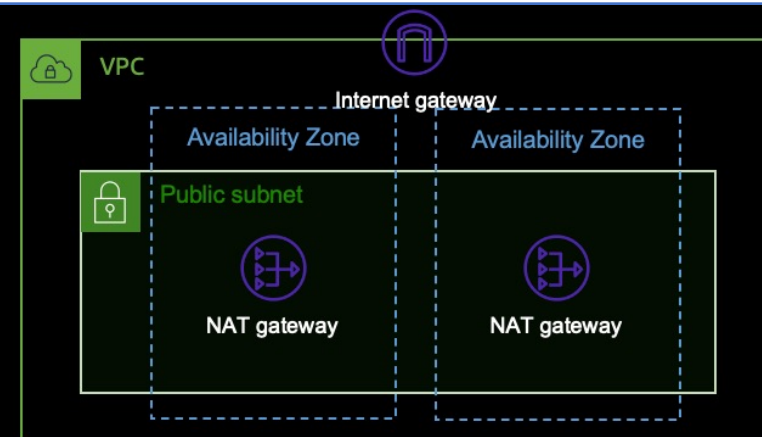 VPC
Internet gateway
Availability Zone
Availability Zone
Public subnet
NAT gateway
NAT gateway